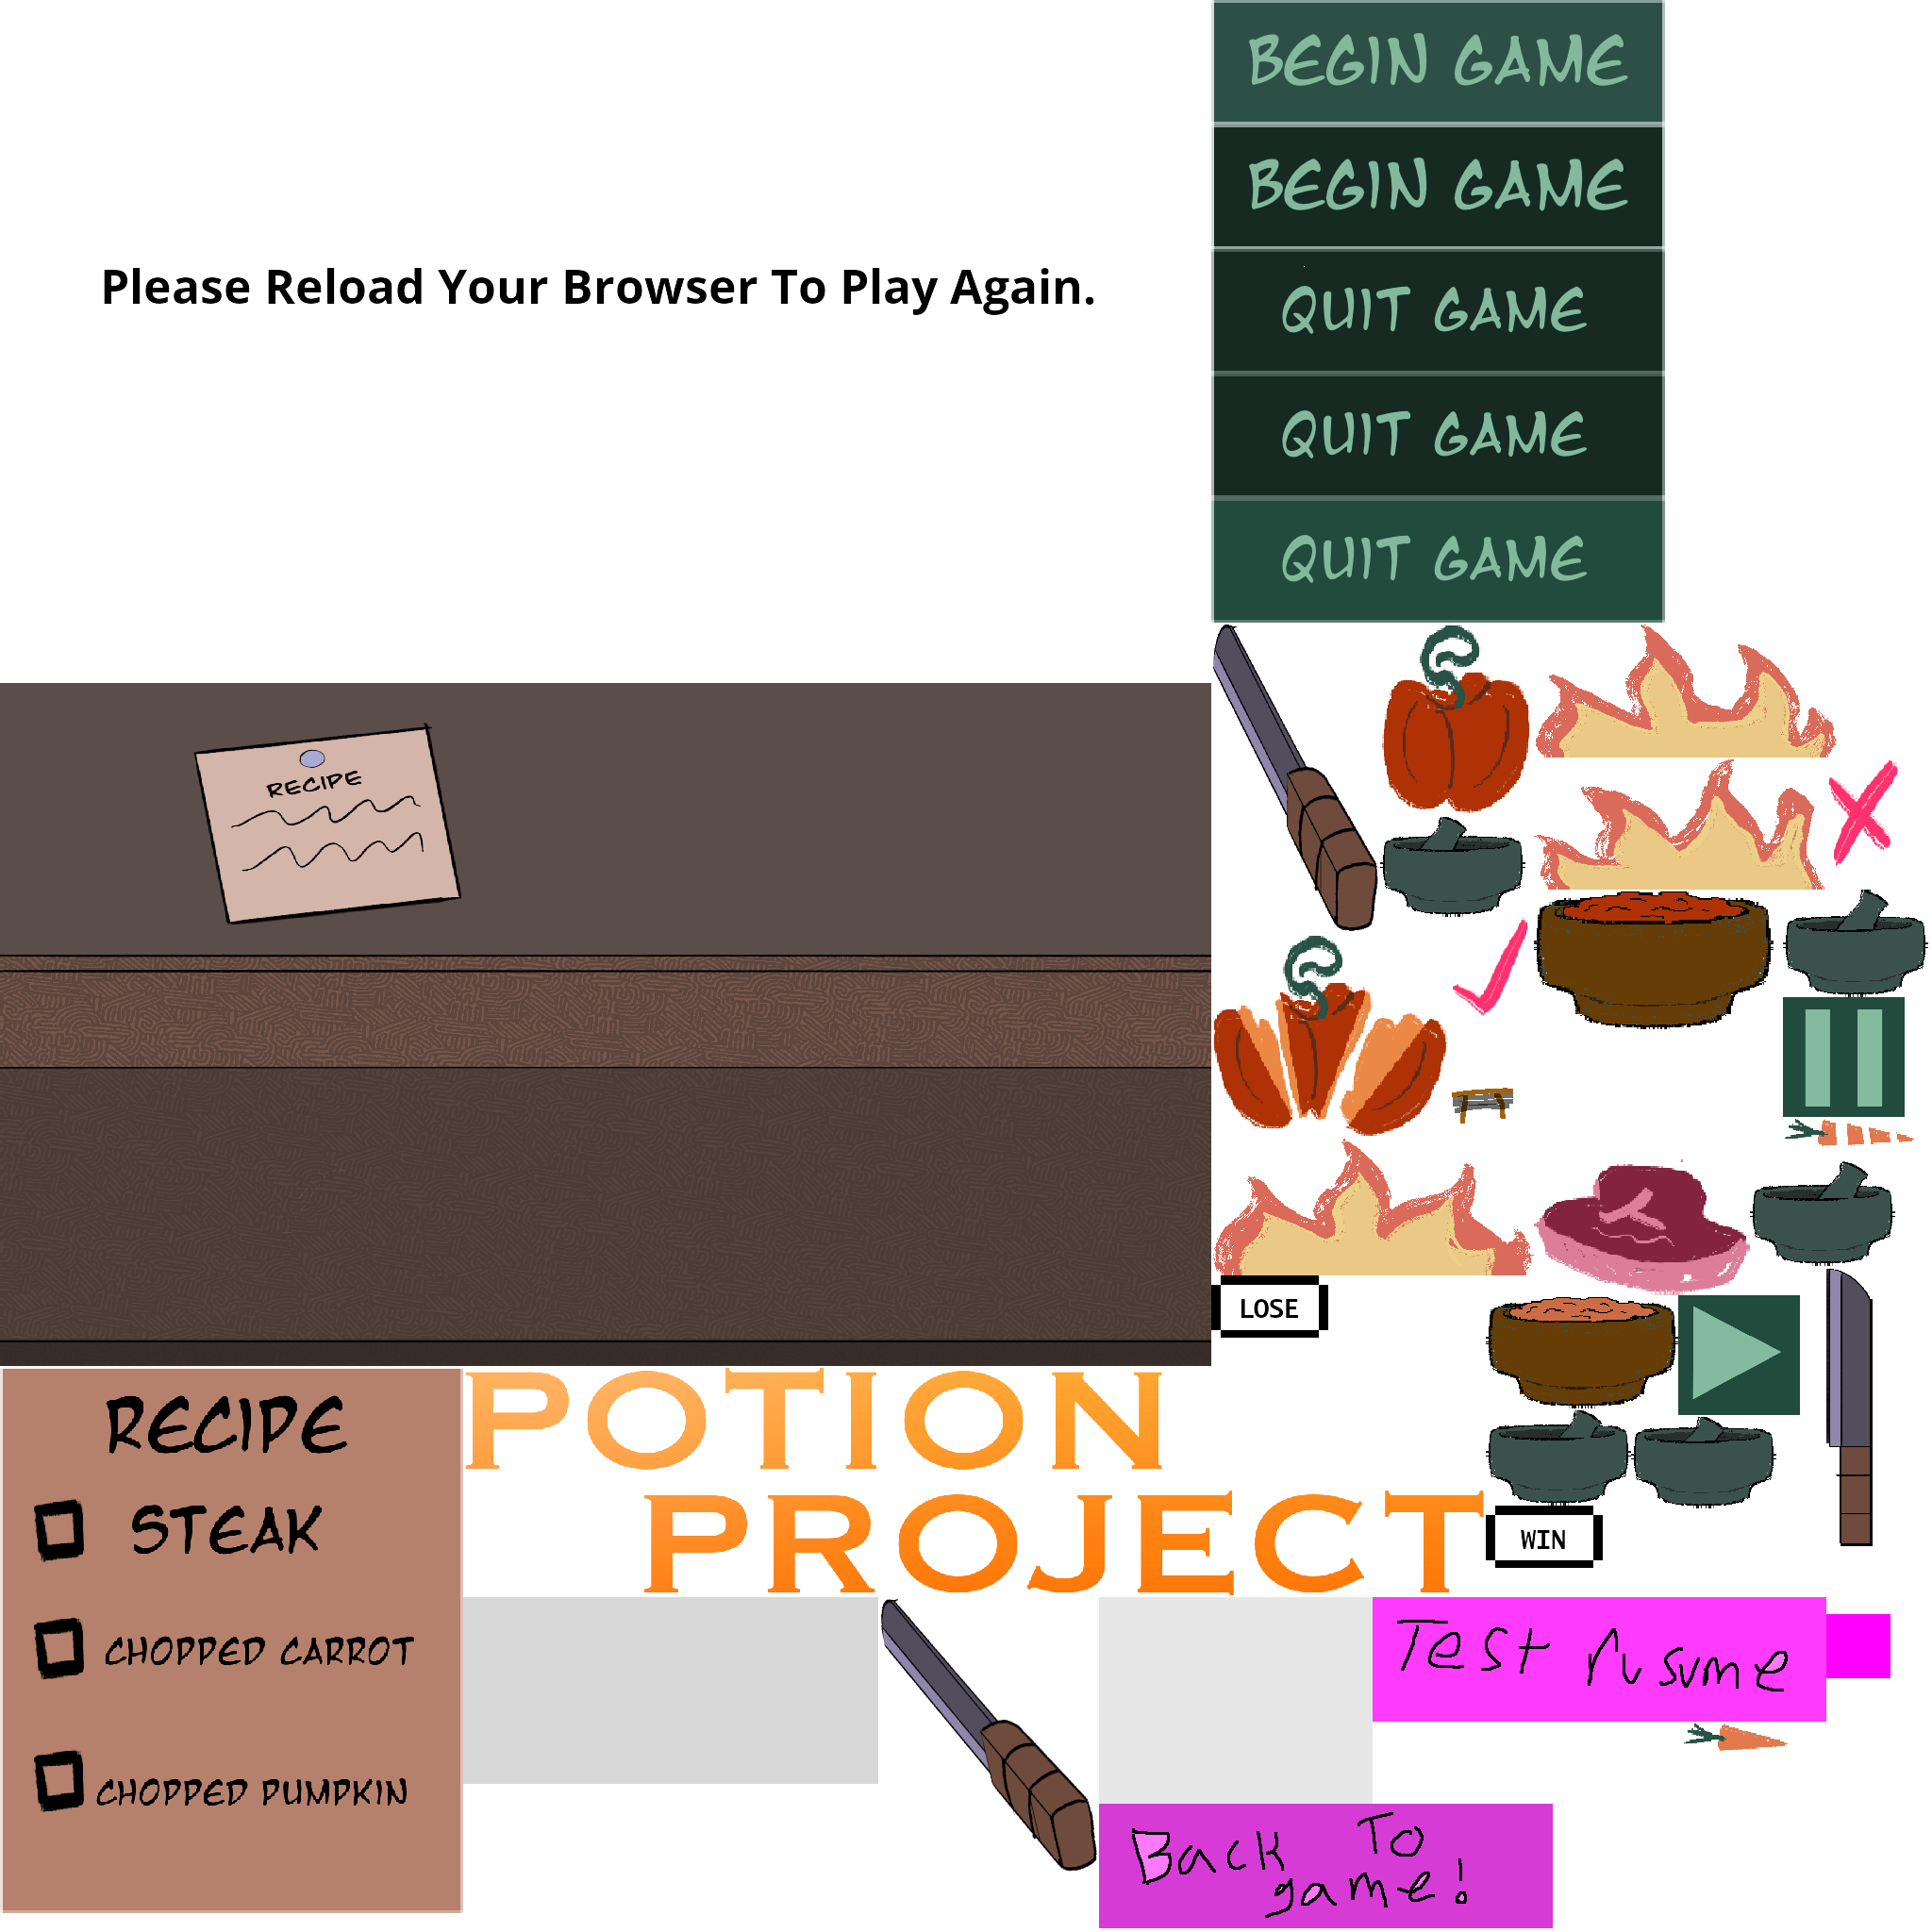 BEGIN GAME
BEGIN GAME
QUIT GAME
QUIT GAME
QUIT GAME
Please Reload Your Browser To Play Again.
RECIPE
LOSE
RECIPE
STEAK
CHOPPED CARROT
CHOPPED PUMPKIN
POTION
PROJECT
WIN
Test rusume
Back To
game!